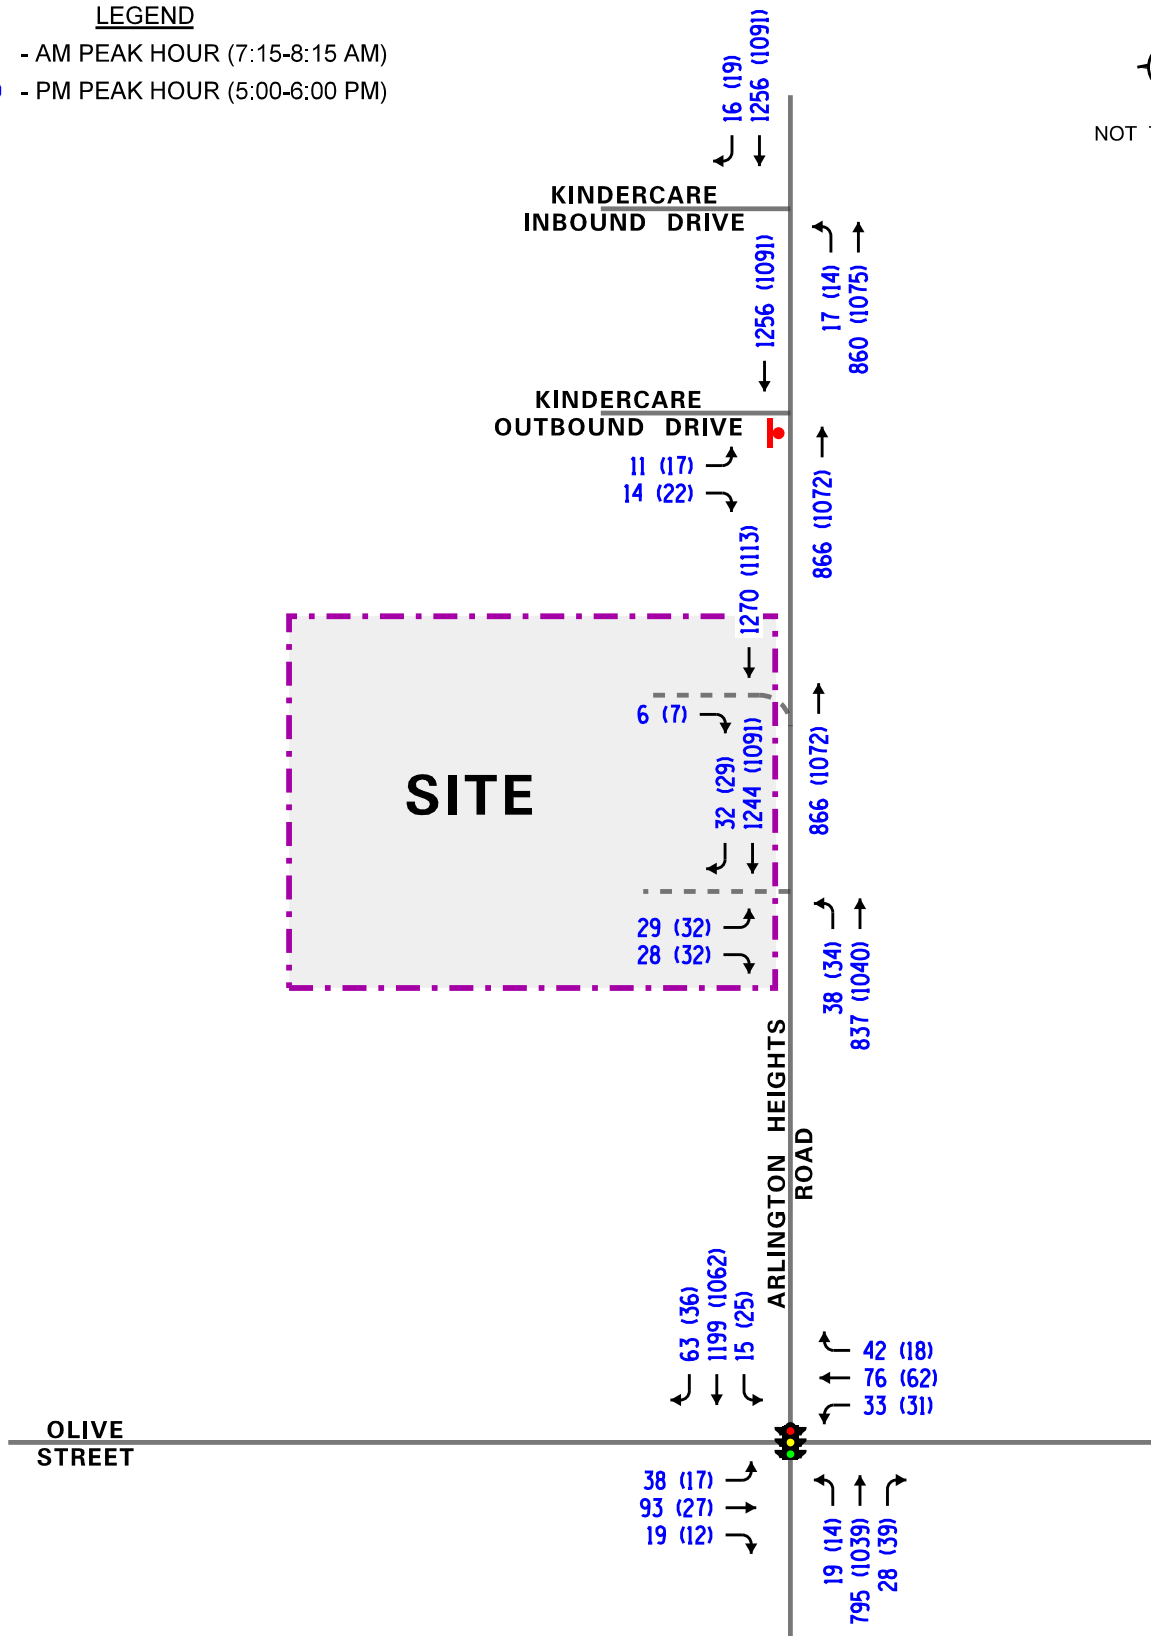 LEGEND
- AM PEAK HOUR (7:15-8:15 AM)
) - PM PEAK HOUR (5:00-6:00 PM)
NOT
16 (19)
1256 (1091)
KINDERCARE
INBOUND DRIVE
17 (14)
860 (1075)
1256 (1091)
KINDERCARE
OUTBOUND DRIVE
11 (17)
14 (22)
866 (1072)
1270 (1113)
6 (7)
866 (1072)
SITE
32 (29)
1244 (1091)
29 (32)
28 (32)
38 (34)
837 (1040)
ARLINGTON HEIGHTS
ROAD
63 (36)
1199 (1062)
15 (25)
42 (18)
76 (62)
33 (31)
OLIVE
STREET
38 (17)
93 (27)
19 (12)
19 (14)
795 (1039)
28 (39)